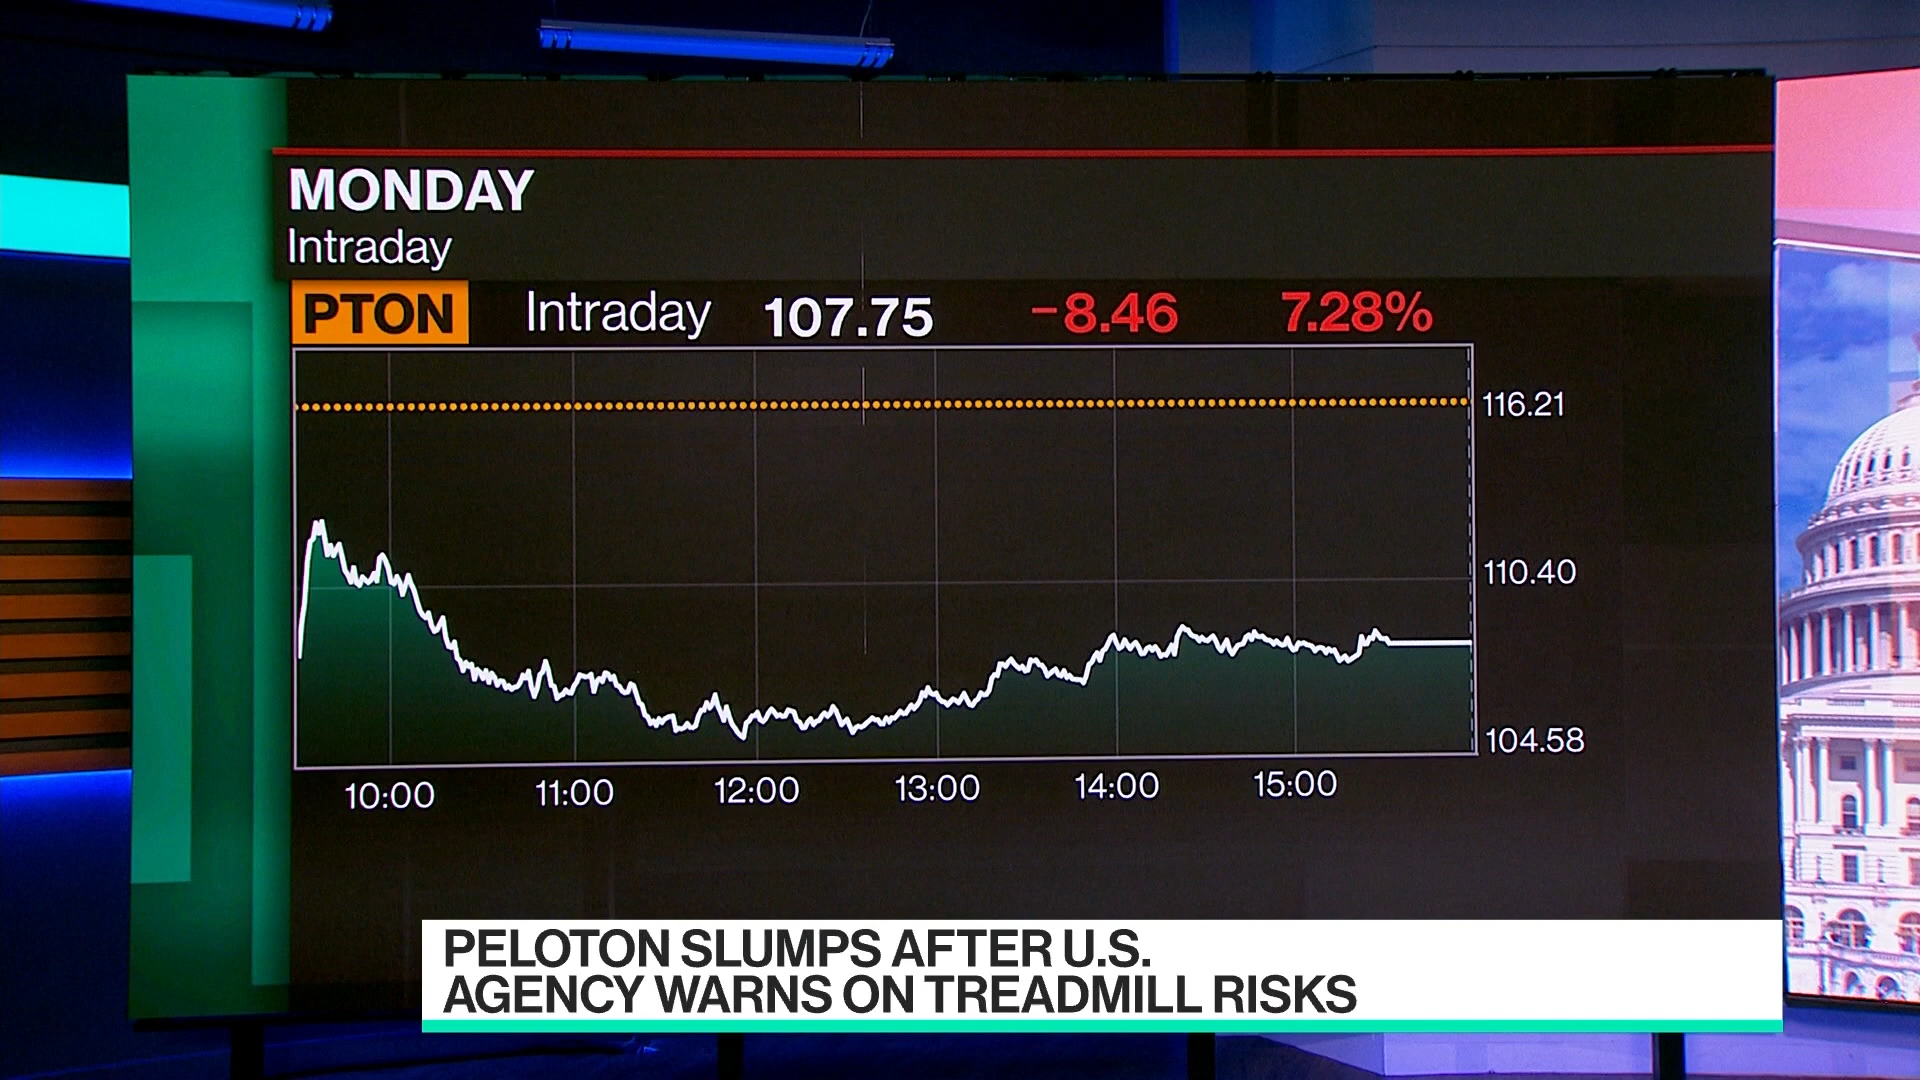 MONDAY
Intraday
PTON Intraday 107.75 -8.46 7.28%
116.21
110.40
104.58
10:00 11:00 12:00 13:00 14:00 15:00
PELOTON SLUMPS AFTER U.S.
AGENCY WARNS ON TREADMILL RISKS